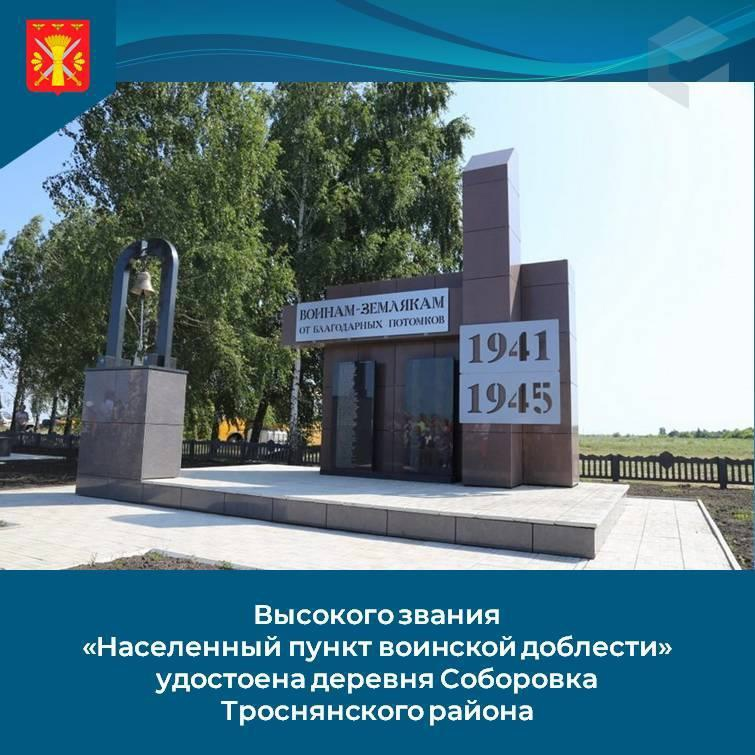 ВОИНАМ-ЗЕМЛЯКАМ
ОТ БЛАГОДАРНЫХ ПОТОМКОВ
1941
1945
Высокого звания
«Населенный пункт воинской доблести»
удостоена деревня Соборовка
Троснянского района